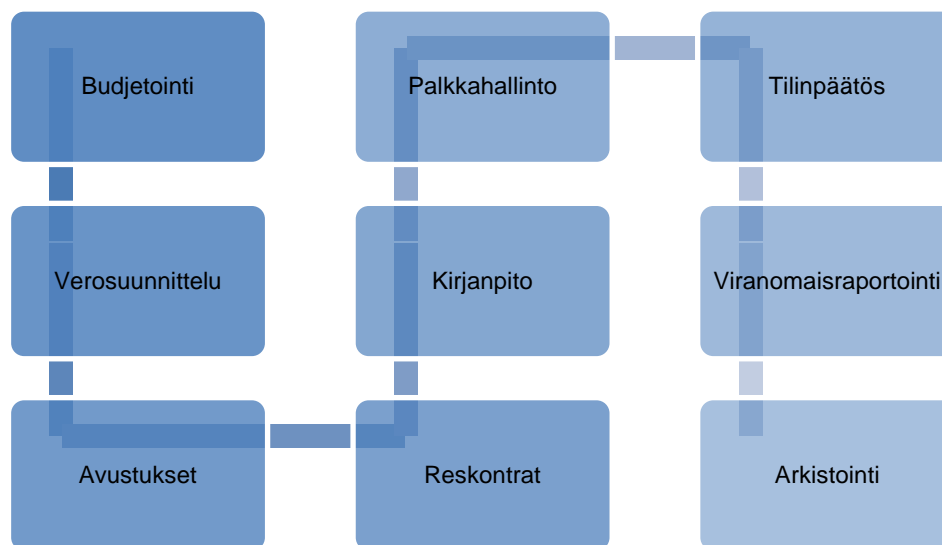 Budjetointi
Verosuunnittelu
Avustukset
Reskontrat
Kirjanpito
Palkkahallinto
Tilinpäätös
Viranomaisraportointi
Arkistointi